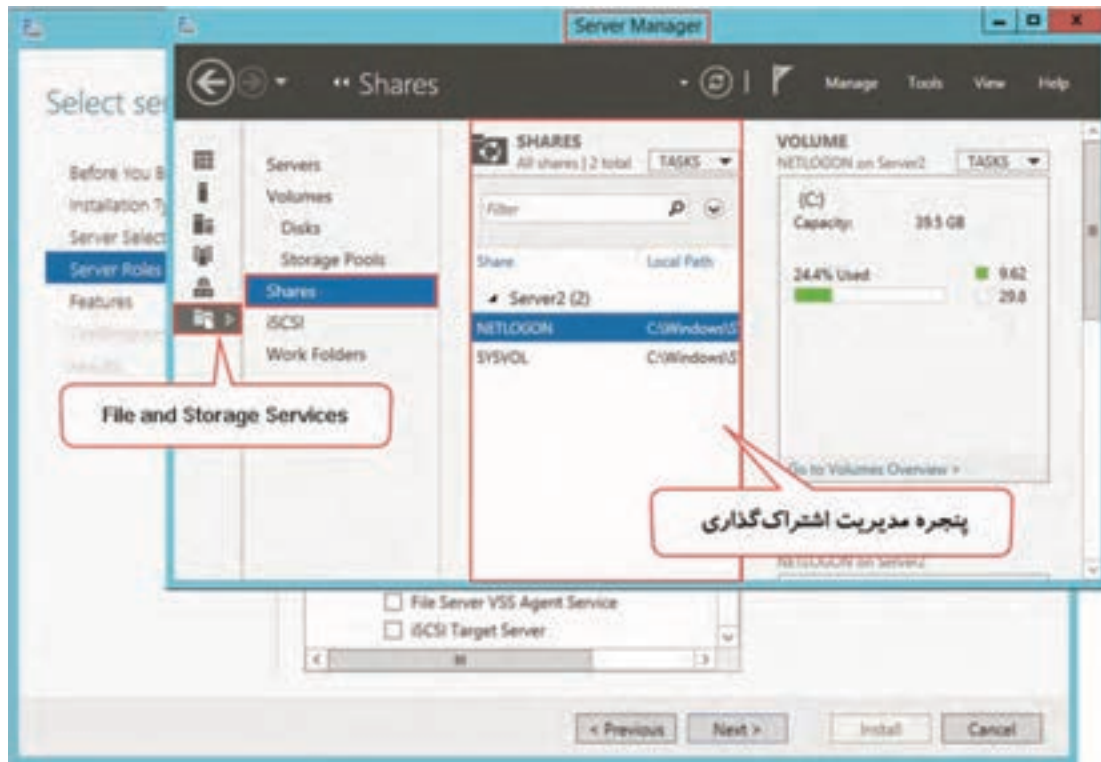 Server Manager
Shares
Manage Tools View Help
Select ser
Before You B
Installation Ty
Server Select
Server Roles
Features
Servers
Volumes
Disks
Storage Pools
Shares
iSCSI
Work Folders
SHARES
All shares | 2 total TASKS
Filter
Share Local Path
Server2 (2)
NETLOGON C:\Windows\S
SYSVOL C:\Windows\S
VOLUME
NETLOGON on Server2 TASKS
(C:)
Capacity: 39.5 GB
24.4% Used 9.62
29.8
Go to Volumes Overview >
NETLOGON on Server2
File and Storage Services
پنجره مدیریت اشتراک‌گذاری
File Server VSS Agent Service
iSCSI Target Server
< Previous Next > Install Cancel